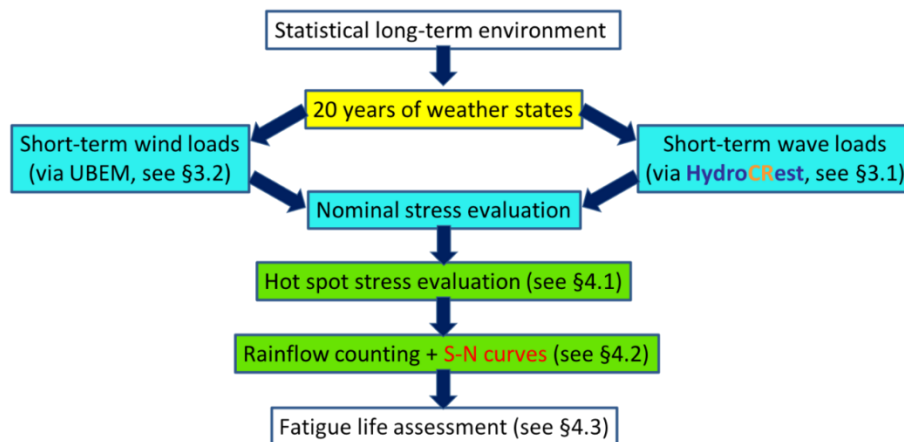 Statistical long-term environment
20 years of weather states
Short-term wind loads
(via UBEM, see §3.2)
Short-term wave loads
(via HydroCRest, see §3.1)
Nominal stress evaluation
Hot spot stress evaluation (see §4.1)
Rainflow counting + S-N curves (see §4.2)
Fatigue life assessment (see §4.3)